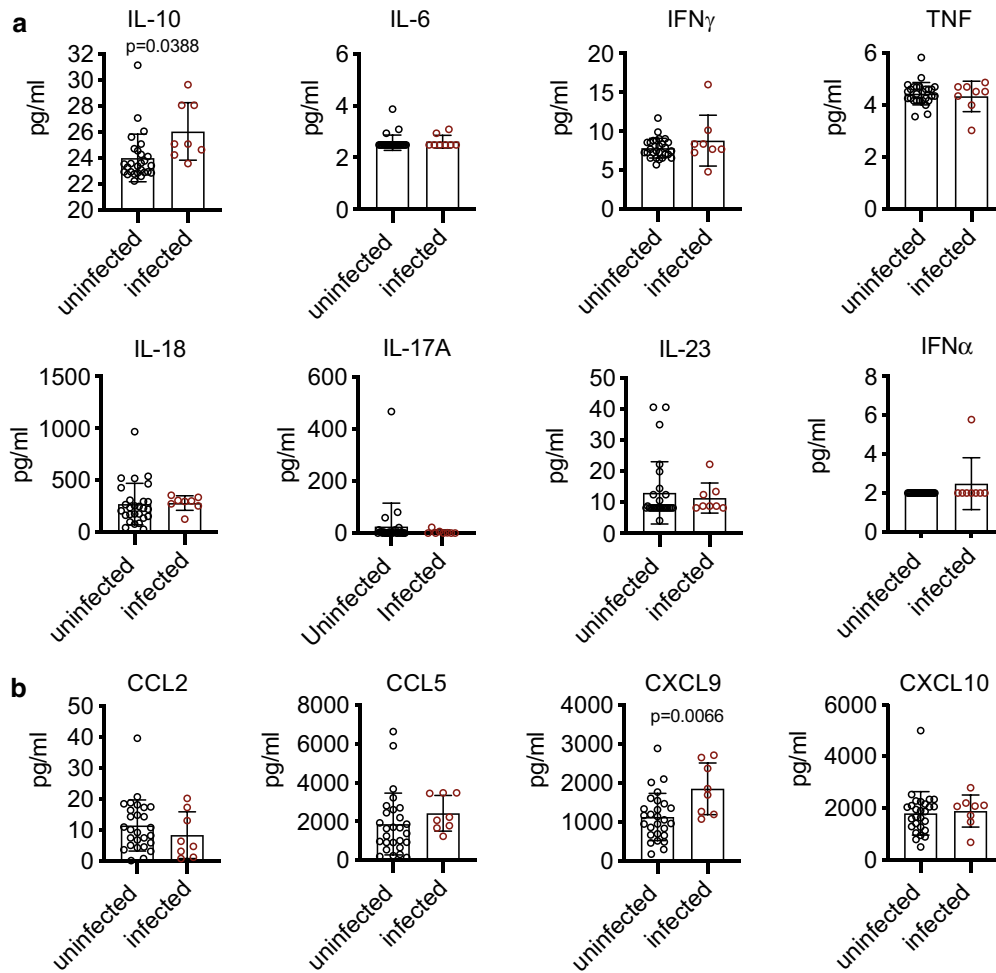 a
IL-10
p=0.0388
pg/ml
32
30
28
26
24
22
20
uninfected
infected
IL-6
pg/ml
6
4
2
0
uninfected
infected
IFNγ
pg/ml
20
15
10
5
0
uninfected
infected
TNF
pg/ml
6
4
2
0
uninfected
infected
IL-18
pg/ml
1500
1000
500
0
uninfected
infected
IL-17A
pg/ml
600
400
200
0
Uninfected
Infected
IL-23
pg/ml
50
40
30
20
10
0
uninfected
infected
IFNα
pg/ml
8
6
4
2
0
uninfected
infected
b
CCL2
pg/ml
50
40
30
20
10
0
uninfected
infected
CCL5
pg/ml
8000
6000
4000
2000
0
uninfected
infected
CXCL9
p=0.0066
pg/ml
4000
3000
2000
1000
0
uninfected
infected
CXCL10
pg/ml
6000
4000
2000
0
uninfected
infected